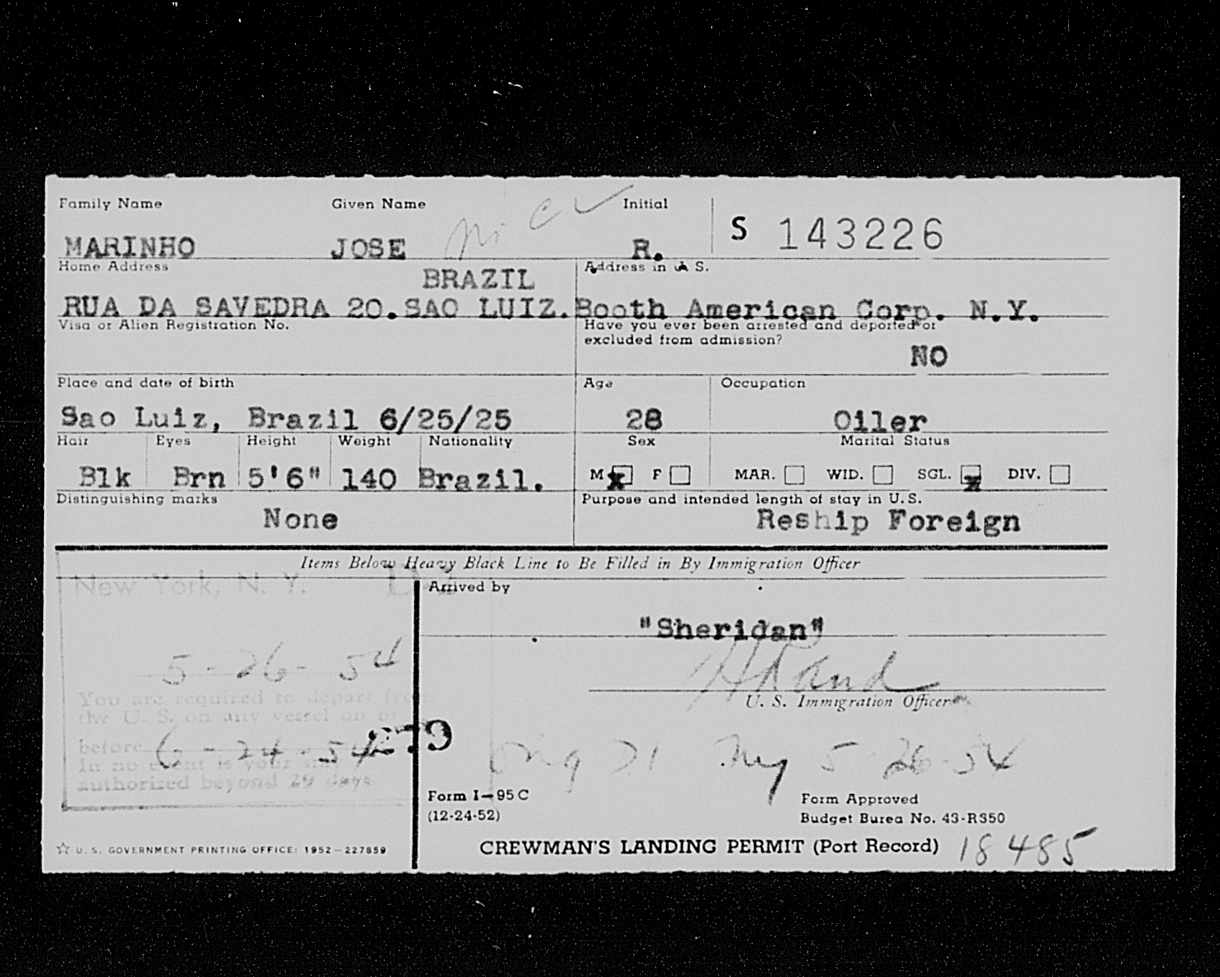 Family Name Given Name Initial
MARINHO JOSE R. S 143226
Home Address BRAZIL Address in U. S.
RUA DA SAVEDRA 20. SAO LUIZ. Booth American Corp. N.Y.
Visa or Alien Registration No. Have you ever been arrested and deported or
excluded from admission?
NO
Place and date of birth Age Occupation
Sao Luiz, Brazil 6/25/25 28 Oiler
Hair Eyes Height Weight Nationality Sex Marital Status
Blk Brn 5'6" 140 Brazil. M X F MAR. WID. SGL. X DIV.
Distinguishing marks Purpose and intended length of stay in U.S.
None Reship Foreign
Items Below Heavy Black Line to Be Filled in By Immigration Officer
New York, N. Y. Arrived by
"Sheridan"
5-26-54
You are required to depart from
the U. S. on any vessel on or U. S. Immigration Officer
before 6-24-54 279
In no event is your
authorized beyond 29 days
5-26-54
Form I-95 C Form Approved
(12-24-52) Budget Burea No. 43-R350
☆ U. S. GOVERNMENT PRINTING OFFICE: 1952-227859 CREWMAN'S LANDING PERMIT (Port Record) 18485